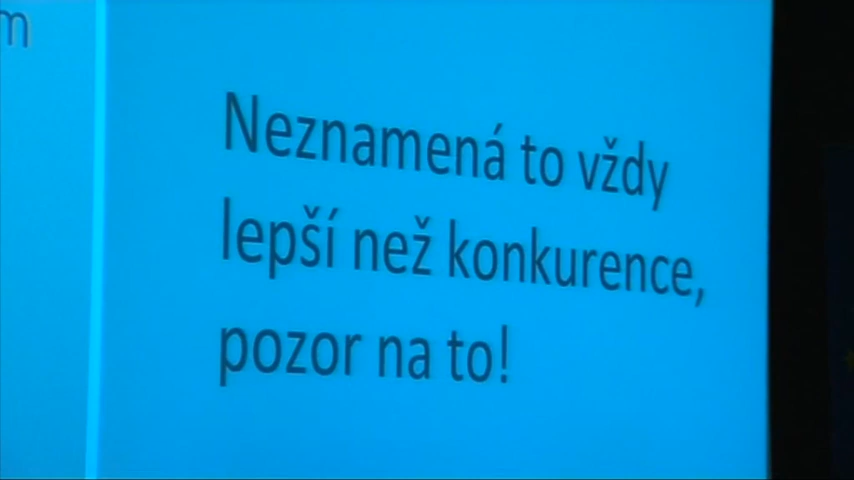 m
Neznamená to vždy
lepší než konkurence,
pozor na to!